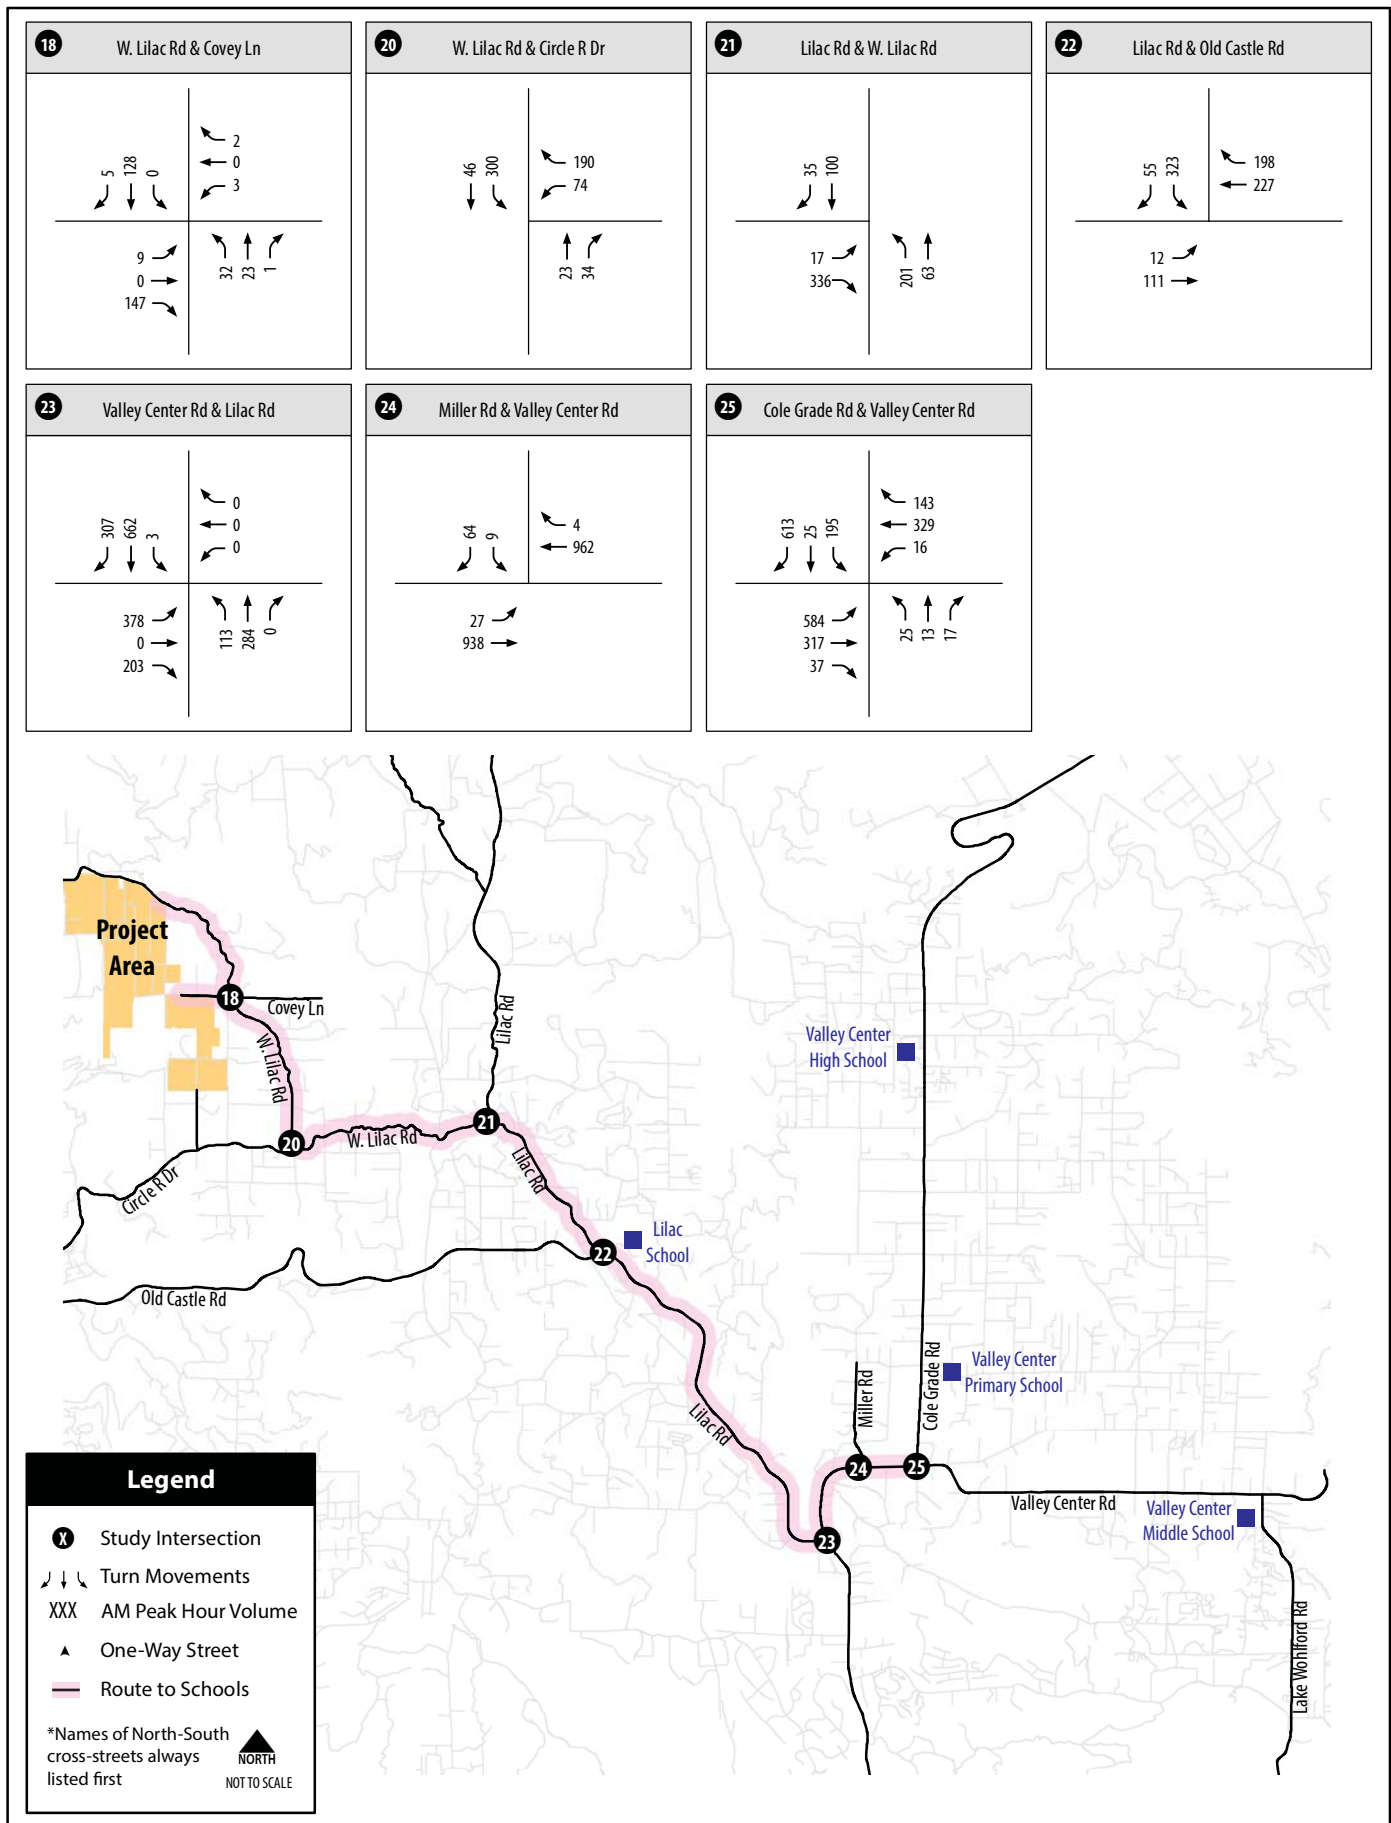 18 W. Lilac Rd & Covey Ln
5 128 0
2
0
3
9
0
147
32 23 1
20 W. Lilac Rd & Circle R Dr
46 300
190
74
23 34
21 Lilac Rd & W. Lilac Rd
35 100
17
336
201 63
22 Lilac Rd & Old Castle Rd
55 323
198
227
12
111
23 Valley Center Rd & Lilac Rd
307 662 3
0
0
0
378
0
203
113 284 0
24 Miller Rd & Valley Center Rd
64 9
4
962
27
938
25 Cole Grade Rd & Valley Center Rd
613 25 195
143
329
16
584
317
37
25 13 17
Project
Area
18
Covey Ln
W. Lilac Rd
20
Circle R Dr
W. Lilac Rd
21
Lilac Rd
Lilac Rd
22
Lilac
School
Old Castle Rd
Valley Center
High School
Valley Center
Primary School
Cole Grade Rd
Miller Rd
Lilac Rd
24
25
23
Valley Center Rd
Valley Center
Middle School
Lake Wohlford Rd
Legend
X Study Intersection
Turn Movements
XXX AM Peak Hour Volume
One-Way Street
Route to Schools
*Names of North-South
cross-streets always
listed first
NORTH
NOT TO SCALE